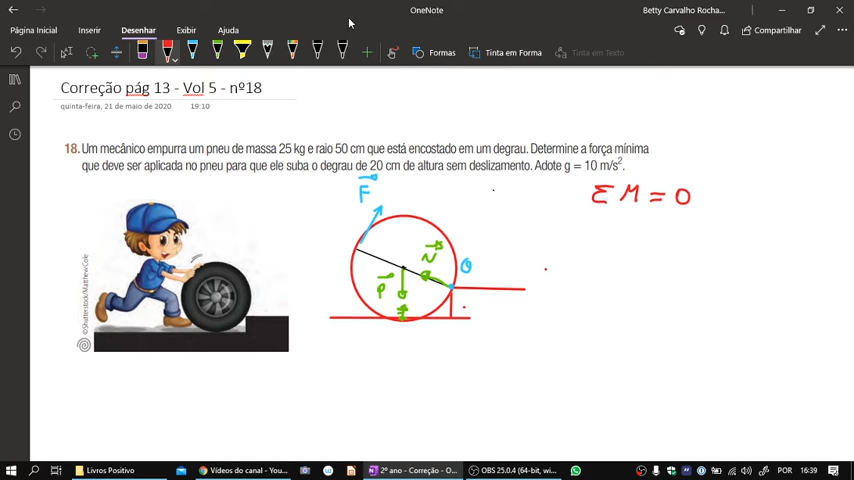 OneNote
Betty Carvalho Rocha...
Página Inicial Inserir Desenhar Exibir Ajuda
Compartilhar
Formas Tinta em Forma Tinta em Texto
Correção pág 13 - Vol 5 - nº18
quinta-feira, 21 de maio de 2020 19:10
18. Um mecânico empurra um pneu de massa 25 kg e raio 50 cm que está encostado em um degrau. Determine a força mínima
que deve ser aplicada no pneu para que ele suba o degrau de 20 cm de altura sem deslizamento. Adote g = 10 m/s².
F
Σ M = 0
N
O
P
©Shutterstock/MatthewCole
Livros Positivo
Vídeos do canal - You...
2º ano - Correção - O...
OBS 25.0.4 (64-bit, wi...
POR
16:39